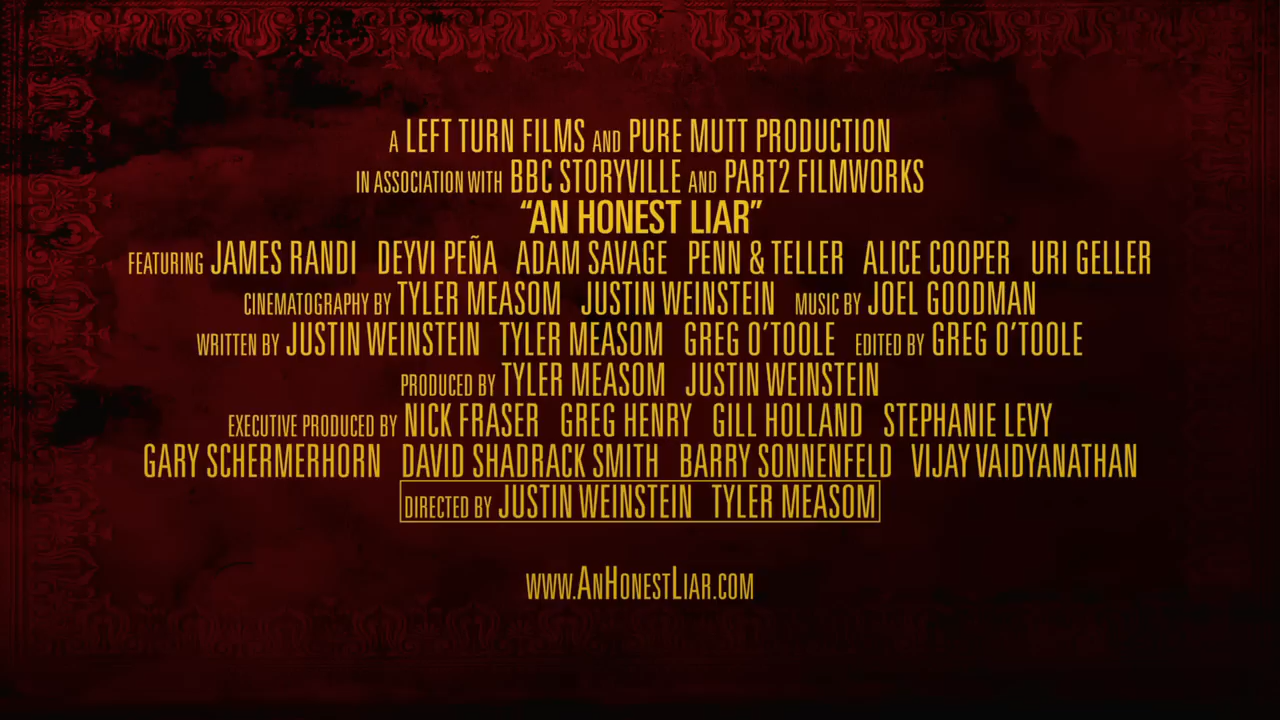 A LEFT TURN FILMS AND PURE MUTT PRODUCTION
IN ASSOCIATION WITH BBC STORYVILLE AND PART2 FILMWORKS
“AN HONEST LIAR”
FEATURING JAMES RANDI DEYVI PEÑA ADAM SAVAGE PENN & TELLER ALICE COOPER URI GELLER
CINEMATOGRAPHY BY TYLER MEASOM JUSTIN WEINSTEIN MUSIC BY JOEL GOODMAN
WRITTEN BY JUSTIN WEINSTEIN TYLER MEASOM GREG O’TOOLE EDITED BY GREG O’TOOLE
PRODUCED BY TYLER MEASOM JUSTIN WEINSTEIN
EXECUTIVE PRODUCED BY NICK FRASER GREG HENRY GILL HOLLAND STEPHANIE LEVY
GARY SCHERMERHORN DAVID SHADRACK SMITH BARRY SONNENFELD VIJAY VAIDYANATHAN
DIRECTED BY JUSTIN WEINSTEIN TYLER MEASOM
WWW.ANHONESTLIAR.COM